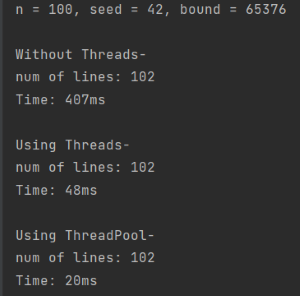 n = 100, seed = 42, bound = 65376
Without Threads-
num of lines: 102
Time: 407ms
Using Threads-
num of lines: 102
Time: 48ms
Using ThreadPool-
num of lines: 102
Time: 20ms